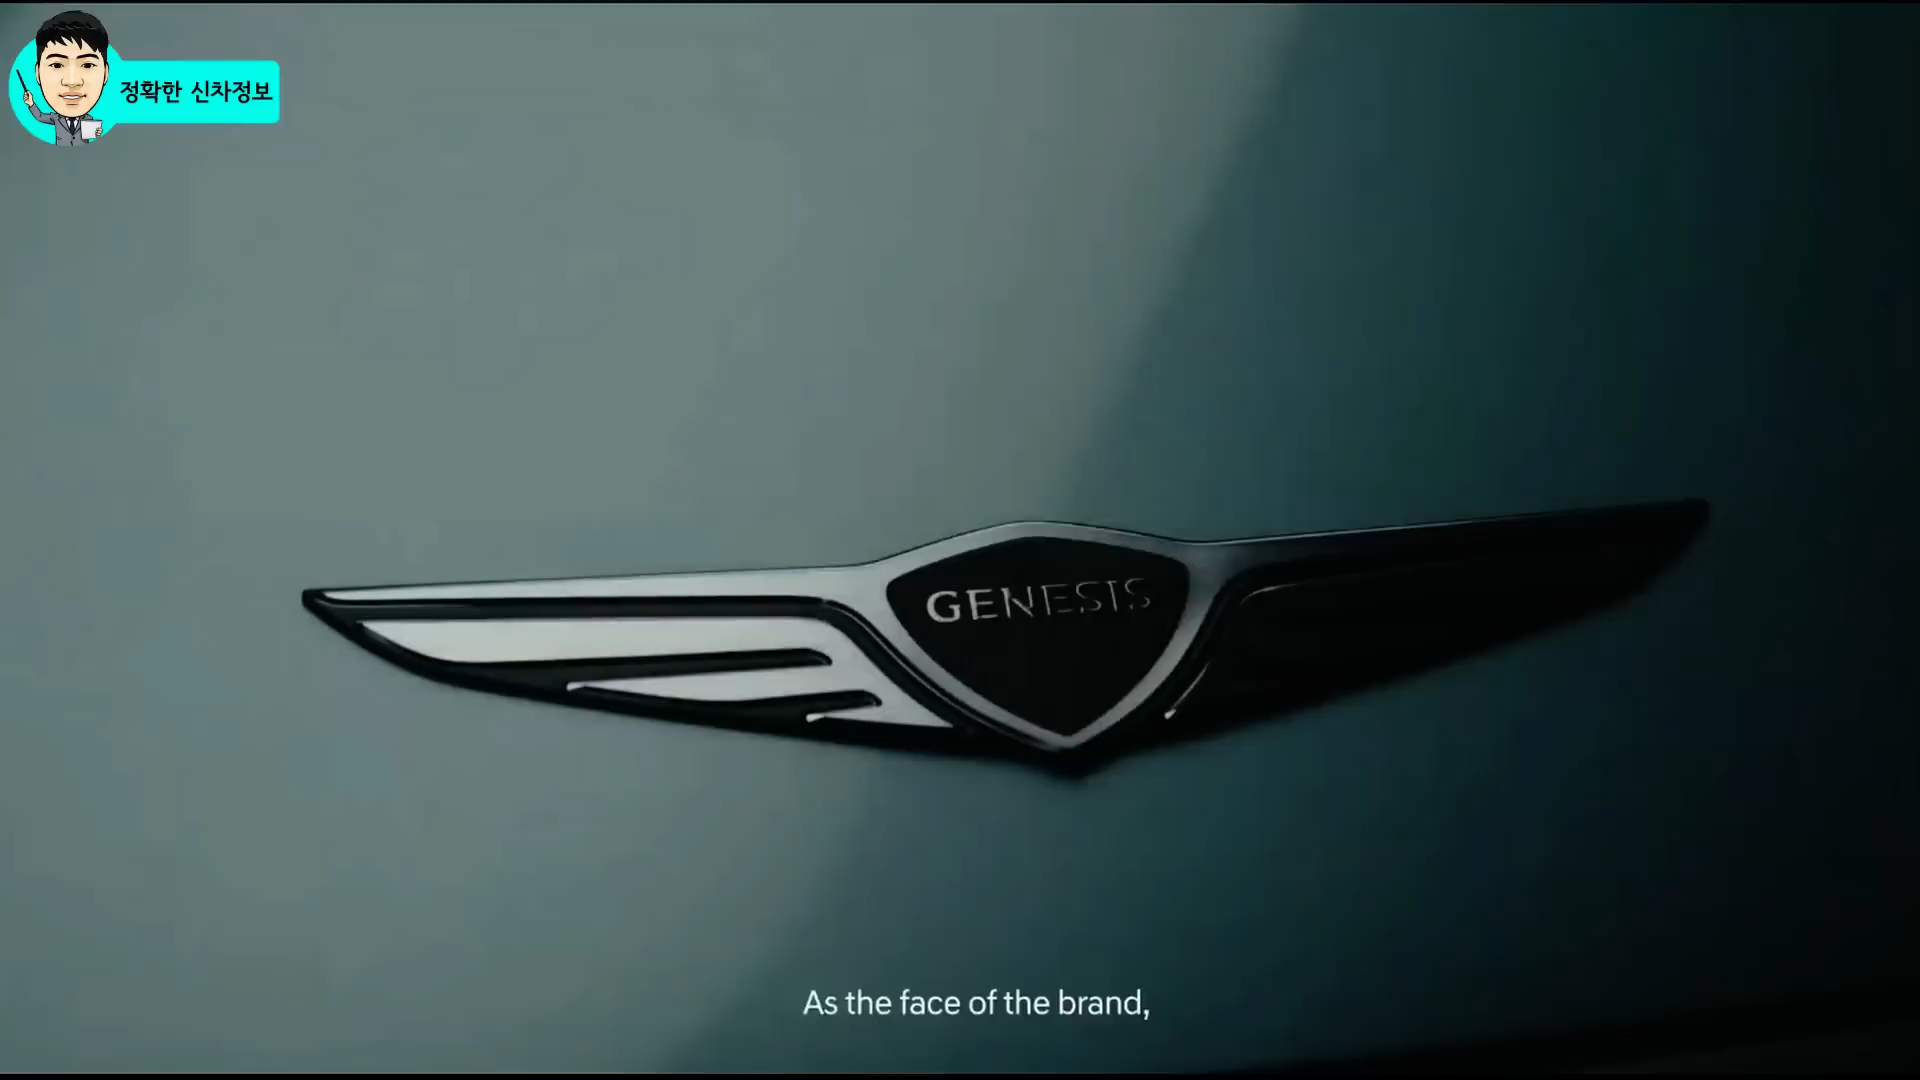 정확한 신차정보
GENESIS
As the face of the brand,